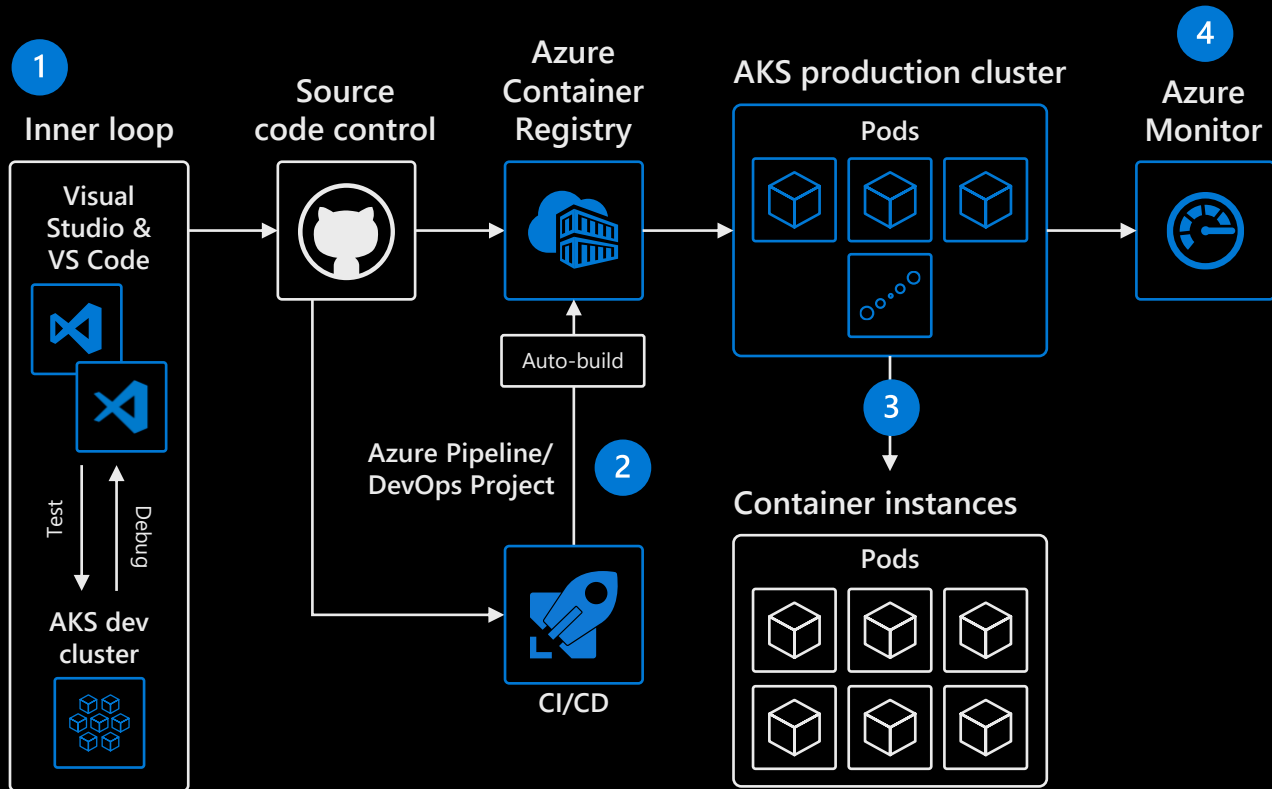 1
Inner loop
Visual
Studio &
VS Code
Test
Debug
AKS dev
cluster
Source
code control
Azure
Container
Registry
Auto-build
Azure Pipeline/
DevOps Project
2
CI/CD
AKS production cluster
Pods
3
Container instances
Pods
4
Azure
Monitor